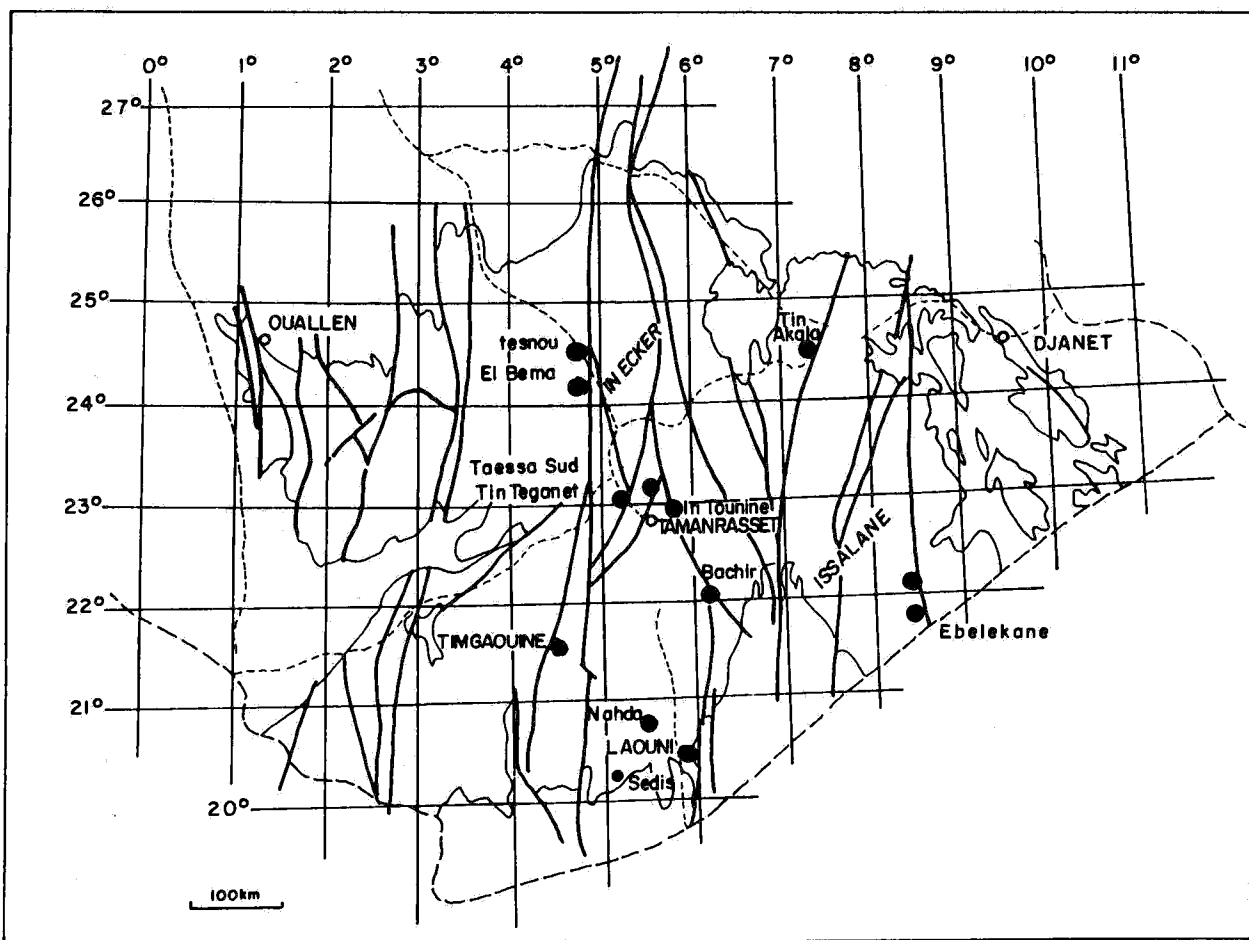 0° 1° 2° 3° 4° 5° 6° 7° 8° 9° 10° 11°
27°
26°
25°
24°
23°
22°
21°
20°
OUALLEN
tesnou
El Bema
IN ECKER
Tin
Akala
DJANET
Taessa Sud
Tin Teganet
In Tounine
TAMANRASSET
Bachir
ISSALANE
TIMGAOUINE
Ebelekane
Nahda
LAOUNI
Sedis
100km